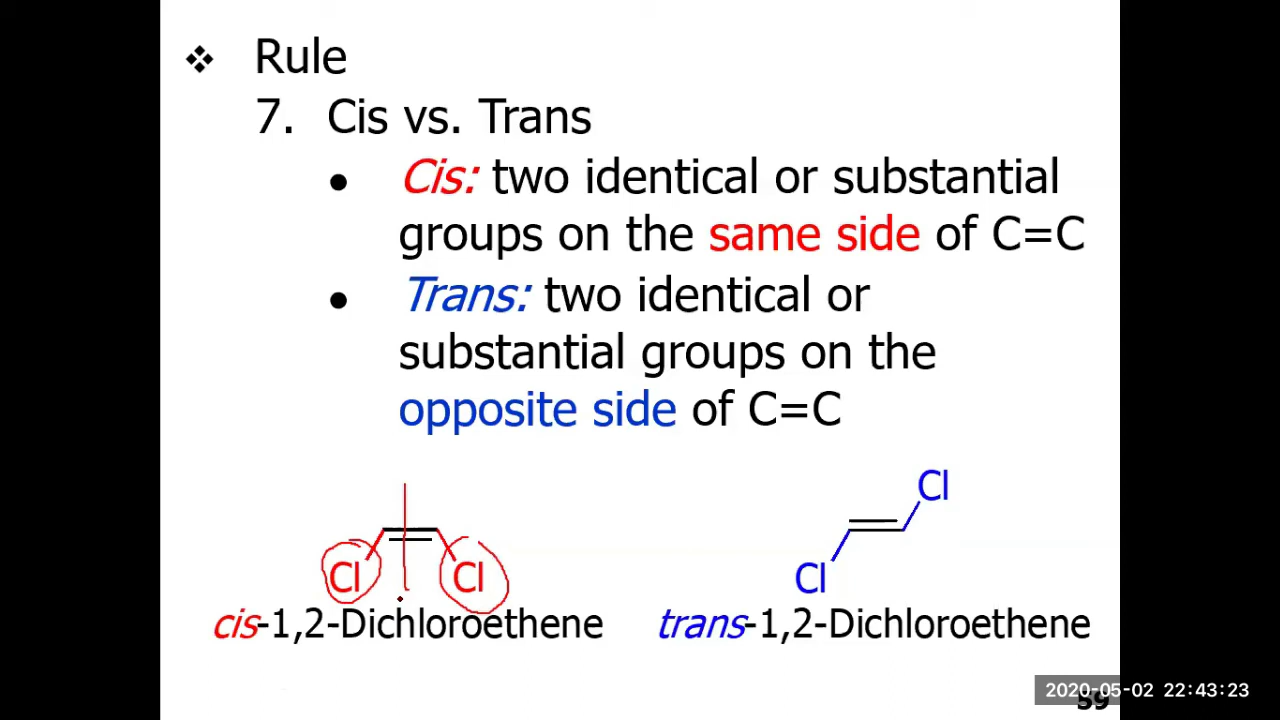 ❖ Rule
7. Cis vs. Trans
• Cis: two identical or substantial
groups on the same side of C=C
• Trans: two identical or
substantial groups on the
opposite side of C=C
Cl
Cl Cl Cl
cis-1,2-Dichloroethene trans-1,2-Dichloroethene
2020-05-02 22:43:23
59